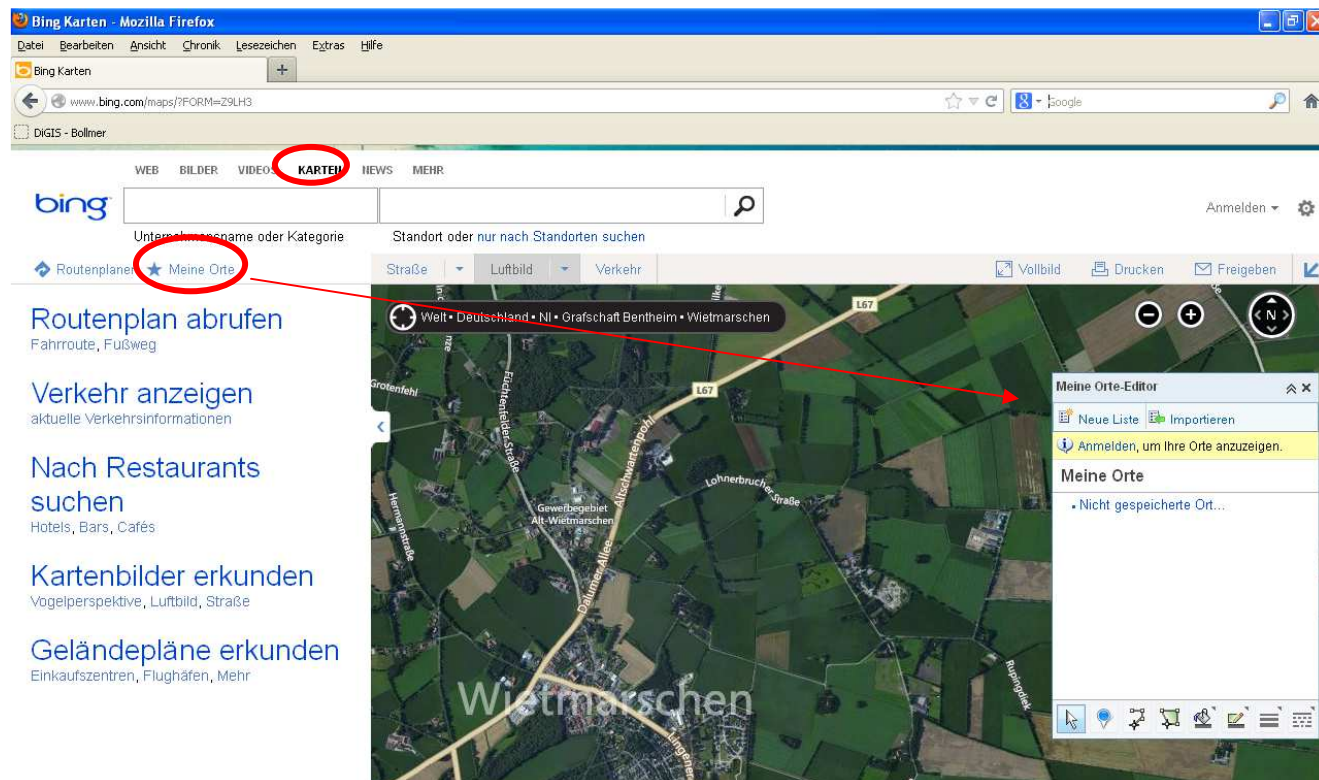 Bing Karten - Mozilla Firefox
Datei Bearbeiten Ansicht Chronik Lesezeichen Extras Hilfe
Bing Karten
www.bing.com/maps/?FORM=Z9LH3
Google
DiGIS - Bollmer
WEB BILDER VIDEOS KARTEN NEWS MEHR
bing
Anmelden
Unternehmensname oder Kategorie
Standort oder nur nach Standorten suchen
Routenplaner Meine Orte
Straße Luftbild Verkehr
Vollbild Drucken Freigeben
Routenplan abrufen
Fahrroute, Fußweg
Verkehr anzeigen
aktuelle Verkehrsinformationen
Nach Restaurants
suchen
Hotels, Bars, Cafés
Kartenbilder erkunden
Vogelperspektive, Luftbild, Straße
Geländepläne erkunden
Einkaufszentren, Flughäfen, Mehr
Welt • Deutschland • NI • Grafschaft Bentheim • Wietmarschen
L67
N
L67
Füchtenfelder-Straße
Altschwartenpohl
Lohnerbrucher Straße
Hermannstraße
Gewerbegebiet
Alt-Wietmarschen
Dalumer-Allee
Rupingdiek
Wietmarschen
Meine Orte-Editor
Neue Liste Importieren
Anmelden, um Ihre Orte anzuzeigen.
Meine Orte
Nicht gespeicherte Ort...